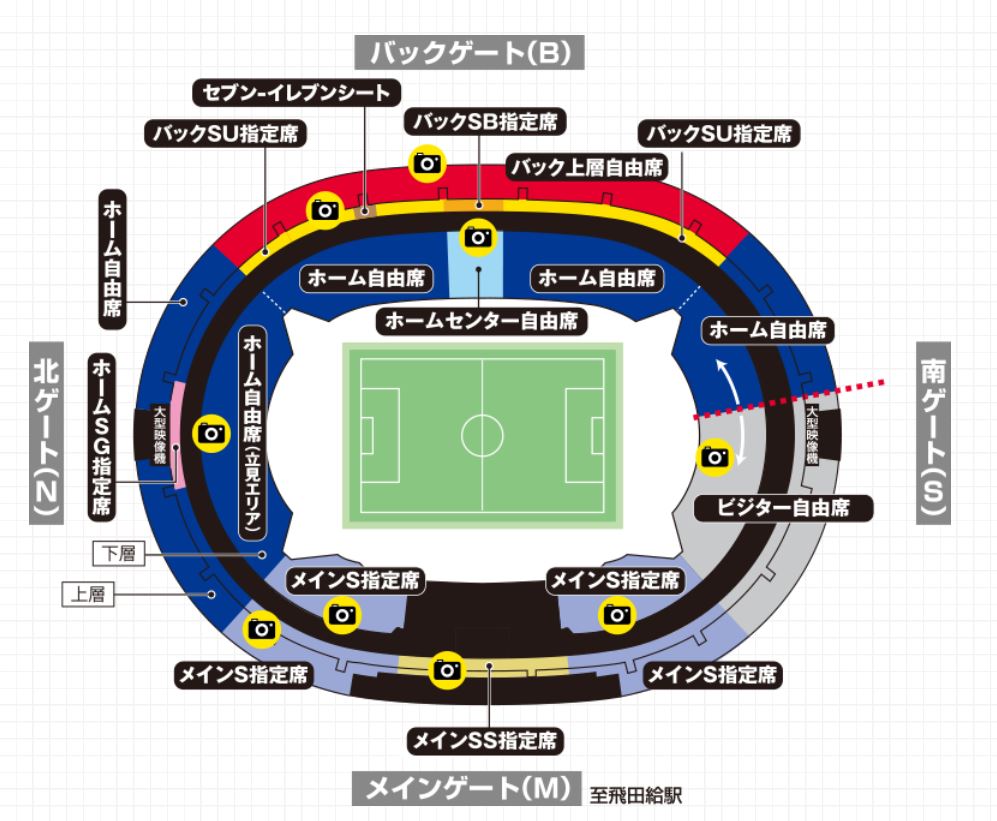 バックゲート(B)
セブン-イレブンシート
バックSB指定席
バックSU指定席
バックSU指定席
バック上層自由席
ホーム自由席
ホーム自由席
ホーム自由席
ホームセンター自由席
ホーム自由席
ホーム自由席(立見エリア)
北ゲート(N)
ホームSG指定席
大型映像機
大型映像機
南ゲート(S)
ビジター自由席
下層
上層
メインS指定席
メインS指定席
メインS指定席
メインS指定席
メインSS指定席
メインゲート(M)
至飛田給駅